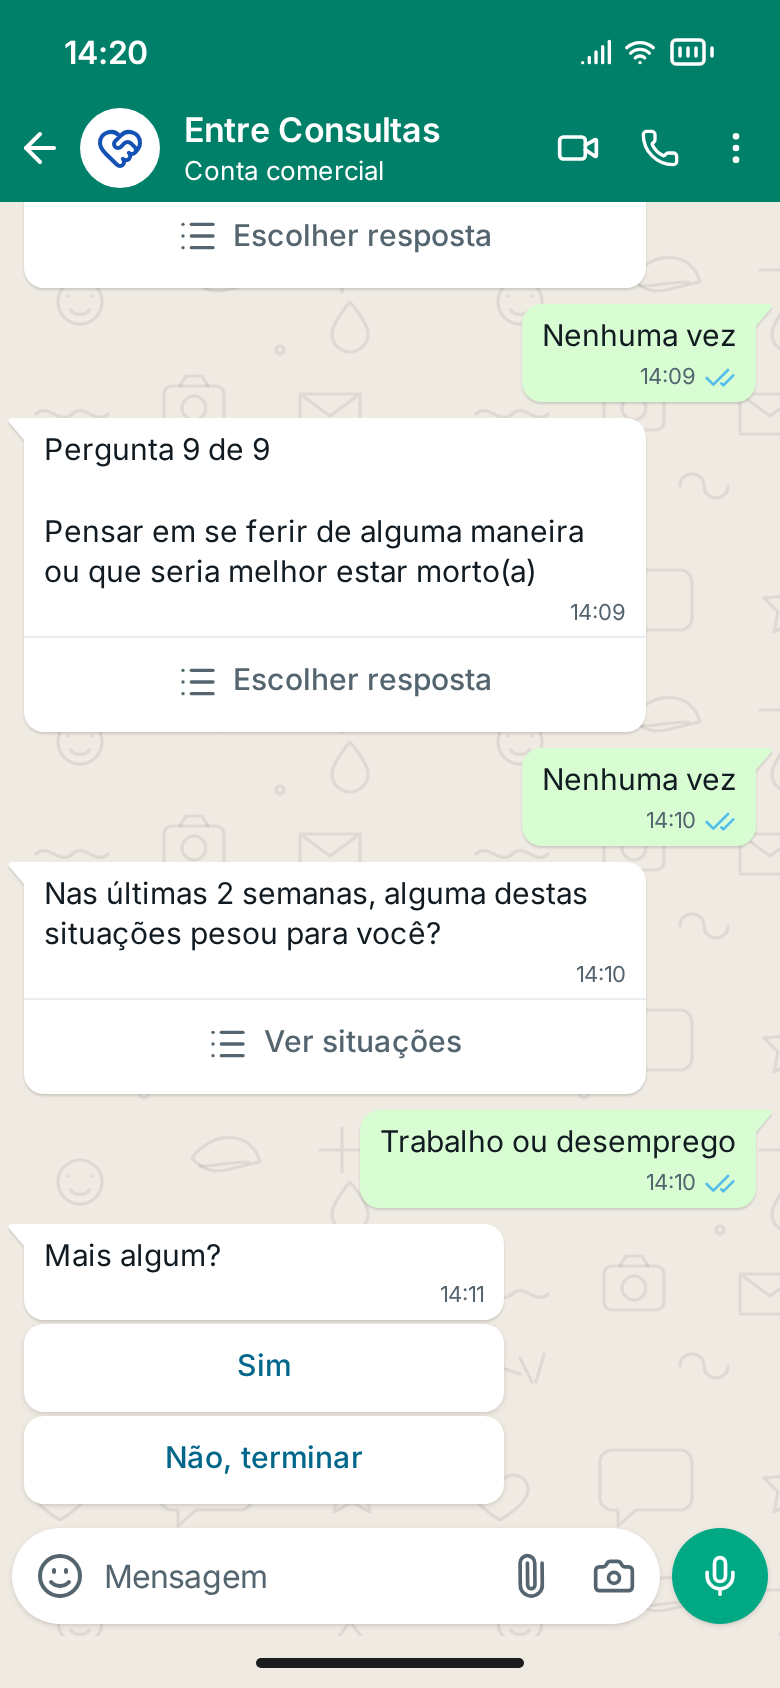 14:20
Entre Consultas
Conta comercial
Escolher resposta
Nenhuma vez
14:09
Pergunta 9 de 9
Pensar em se ferir de alguma maneira
ou que seria melhor estar morto(a)
14:09
Escolher resposta
Nenhuma vez
14:10
Nas últimas 2 semanas, alguma destas
situações pesou para você?
14:10
Ver situações
Trabalho ou desemprego
14:10
Mais algum?
14:11
Sim
Não, terminar
Mensagem